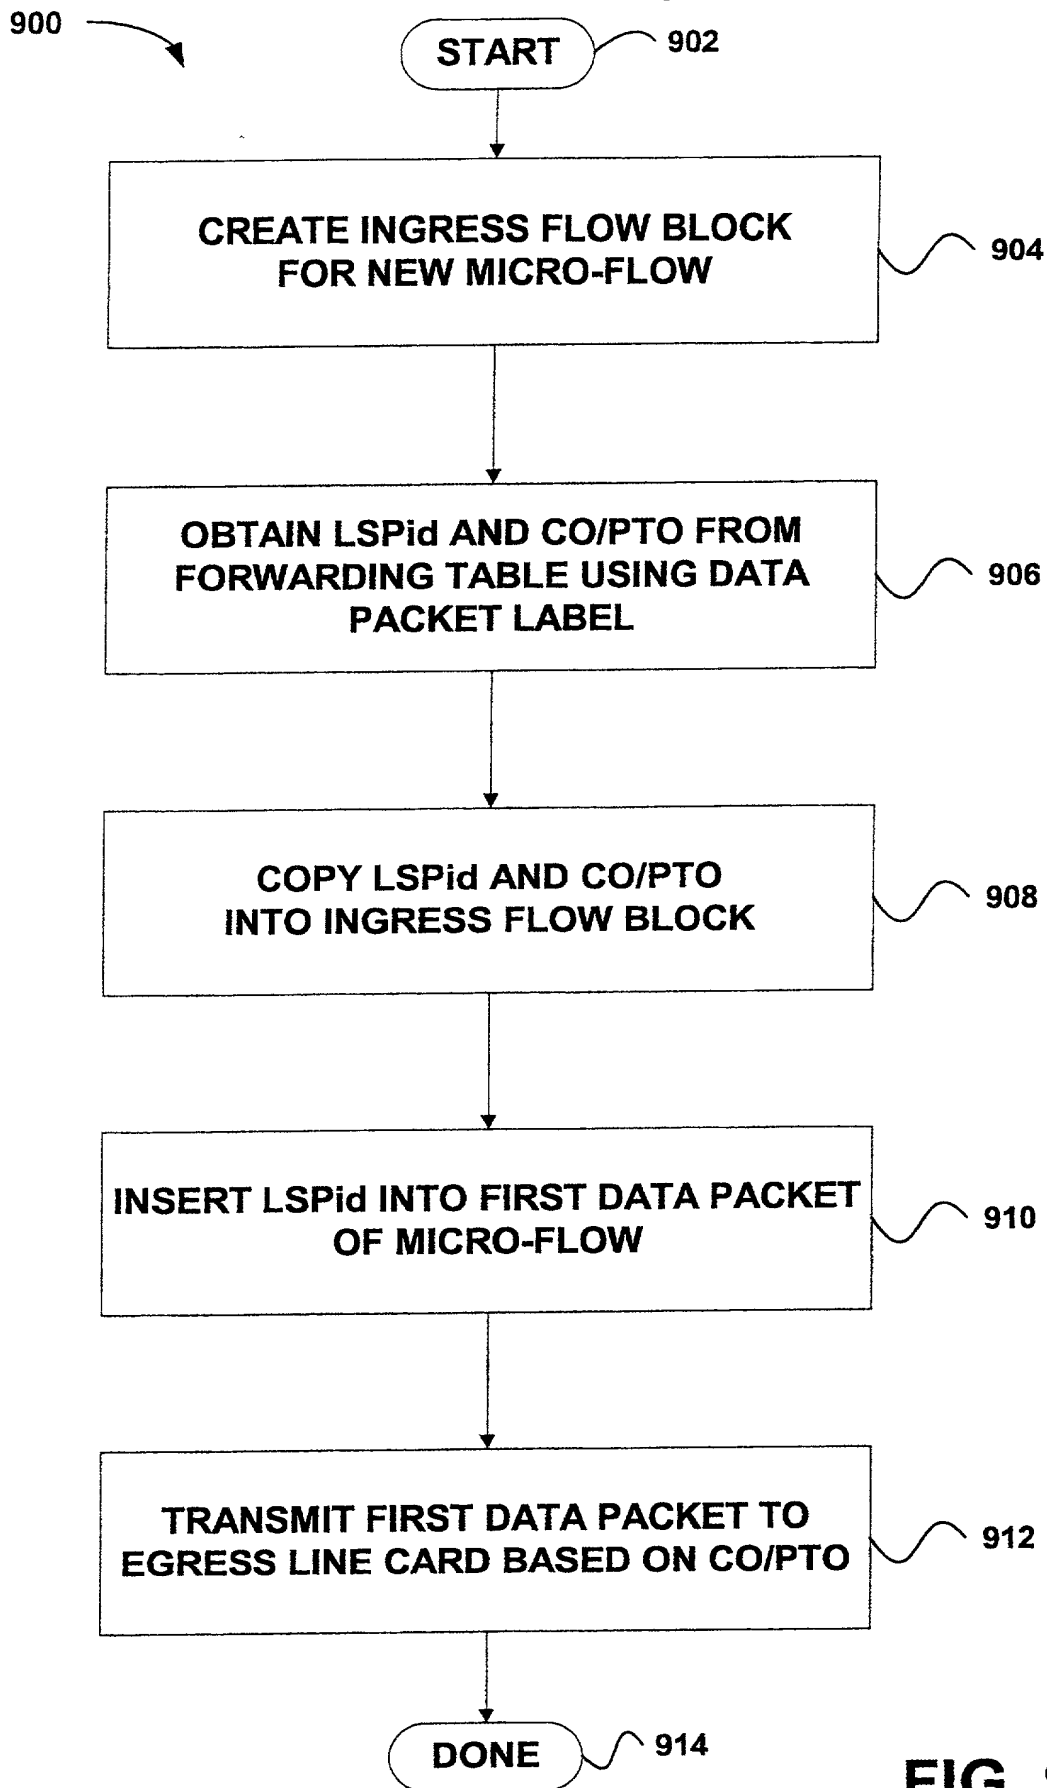 900
START
902
CREATE INGRESS FLOW BLOCK
FOR NEW MICRO-FLOW
904
OBTAIN LSPid AND CO/PTO FROM
FORWARDING TABLE USING DATA
PACKET LABEL
906
COPY LSPid AND CO/PTO
INTO INGRESS FLOW BLOCK
908
INSERT LSPid INTO FIRST DATA PACKET
OF MICRO-FLOW
910
TRANSMIT FIRST DATA PACKET TO
EGRESS LINE CARD BASED ON CO/PTO
912
DONE
914
FIG.